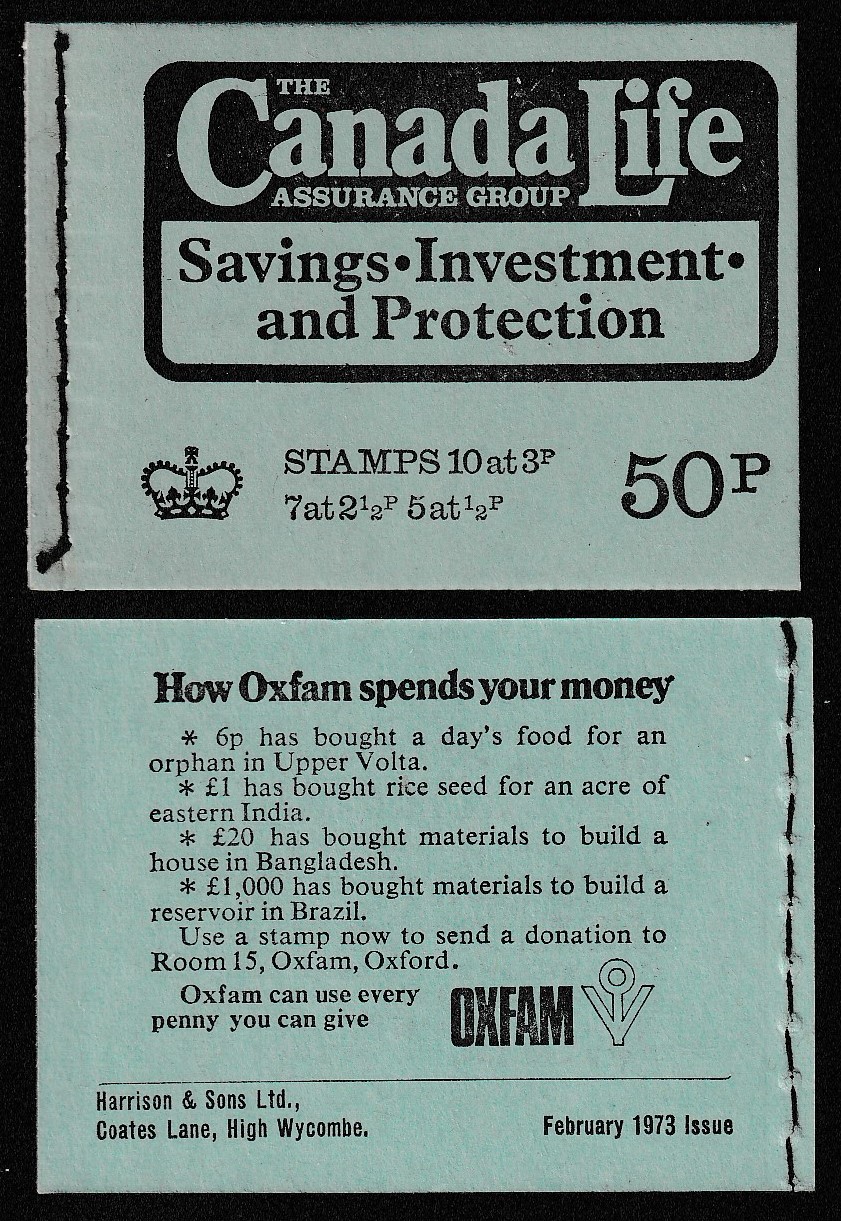 THE
Canada Life
ASSURANCE GROUP
Savings•Investment•
and Protection
STAMPS 10 at 3P
7 at 2½P 5 at ½P
50P
How Oxfam spends your money
* 6p has bought a day's food for an
orphan in Upper Volta.
* £1 has bought rice seed for an acre of
eastern India.
* £20 has bought materials to build a
house in Bangladesh.
* £1,000 has bought materials to build a
reservoir in Brazil.
Use a stamp now to send a donation to
Room 15, Oxfam, Oxford.
Oxfam can use every
penny you can give
OXFAM
Harrison & Sons Ltd.,
Coates Lane, High Wycombe.
February 1973 Issue